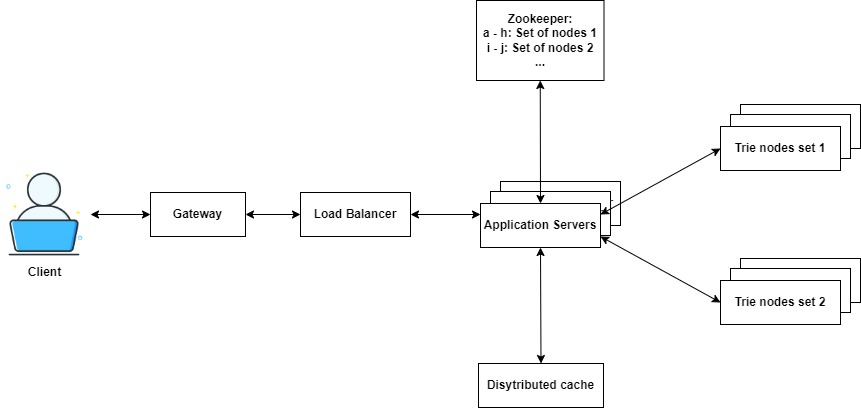 Zookeeper:
a - h: Set of nodes 1
i - j: Set of nodes 2
...
Trie nodes set 1
Gateway
Load Balancer
Application Servers
Client
Trie nodes set 2
Disytributed cache